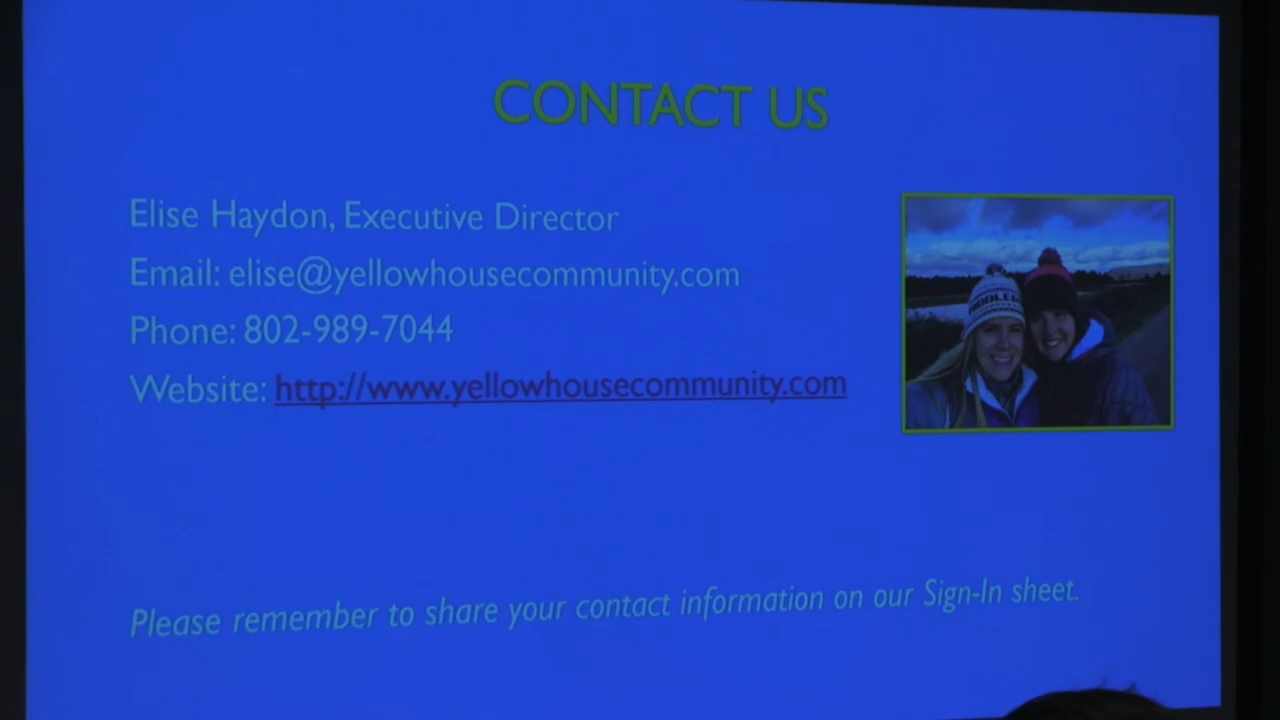 CONTACT US
Elise Haydon, Executive Director
Email: elise@yellowhousecommunity.com
Phone: 802-989-7044
Website: http://www.yellowhousecommunity.com
Please remember to share your contact information on our Sign-In sheet.